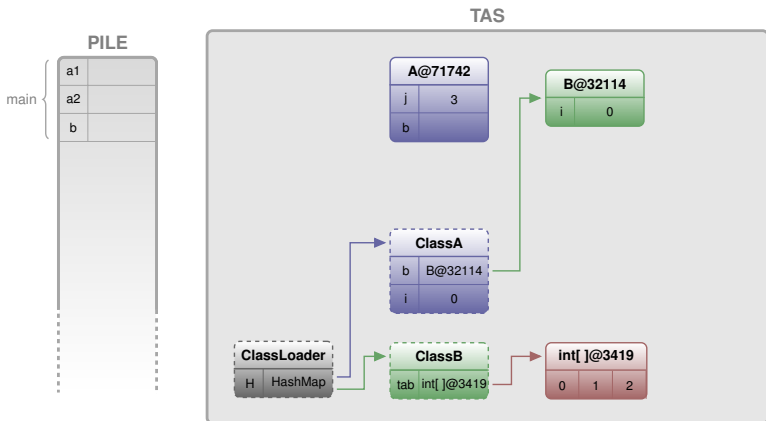 TAS
PILE
main
a1
a2
b
A@71742
j 3
b
B@32114
i 0
ClassA
b B@32114
i 0
ClassLoader
H HashMap
ClassB
tab int[ ]@3419
int[ ]@3419
0 1 2